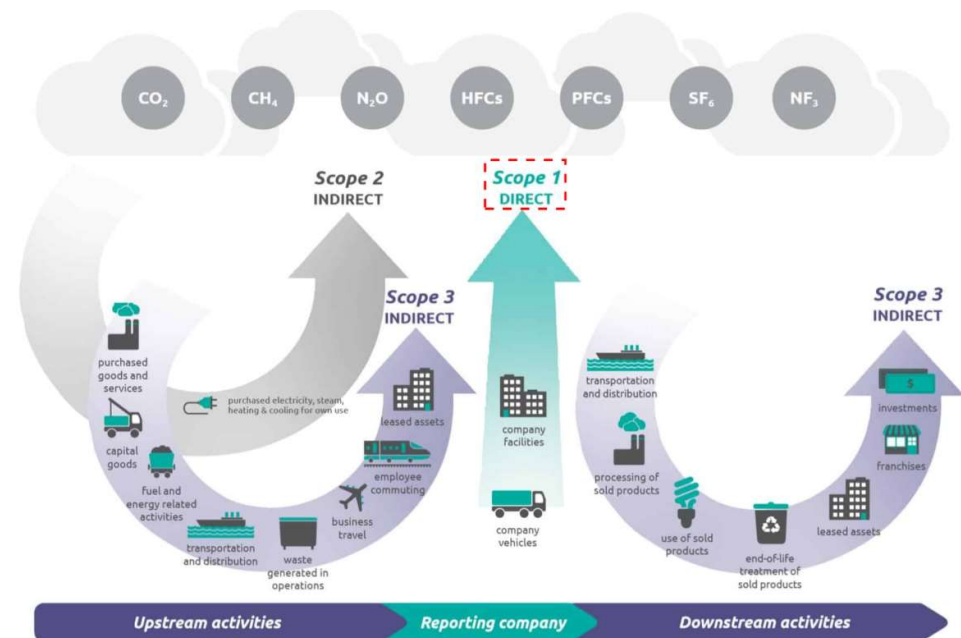 CO₂
CH₄
N₂O
HFCs
PFCs
SF₆
NF₃
Scope 2
INDIRECT
Scope 1
DIRECT
Scope 3
INDIRECT
Scope 3
INDIRECT
purchased
goods and
services
capital
goods
fuel and
energy related
activities
transportation
and distribution
waste
generated in
operations
business
travel
employee
commuting
leased assets
purchased electricity, steam,
heating & cooling for own use
company
facilities
company
vehicles
transportation
and distribution
processing of
sold products
use of sold
products
end-of-life
treatment of
sold products
leased assets
franchises
$
investments
Upstream activities
Reporting company
Downstream activities